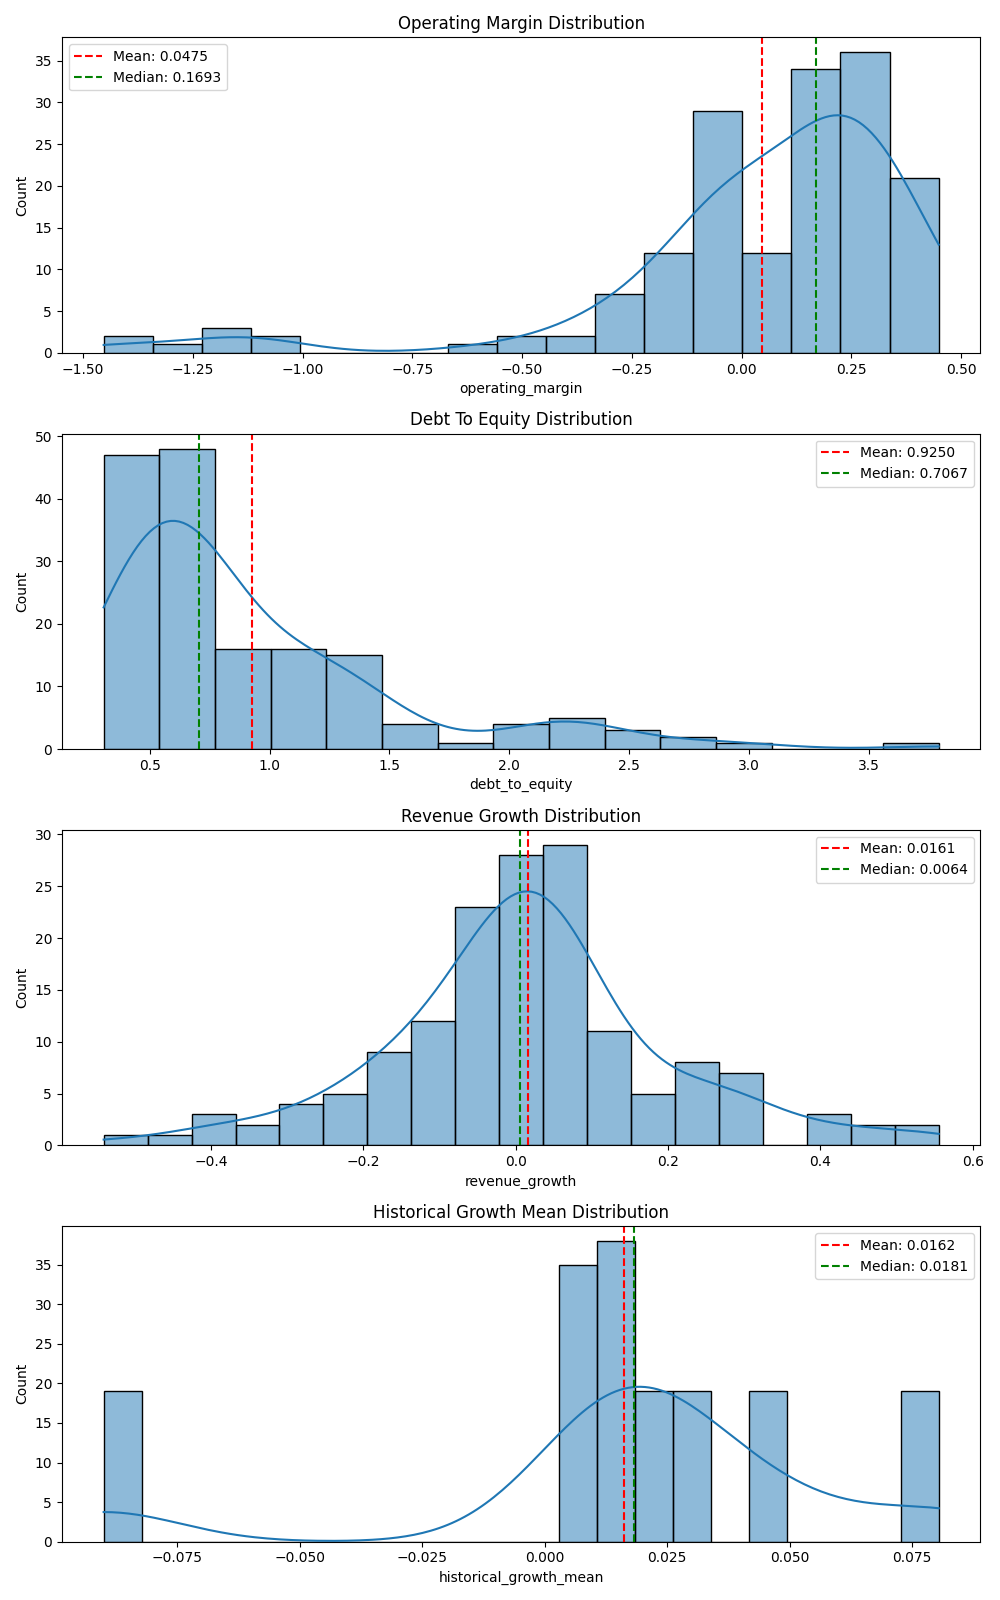 Operating Margin Distribution
Mean: 0.0475
Median: 0.1693
35
30
25
20
15
10
5
0
Count
−1.50 −1.25 −1.00 −0.75 −0.50 −0.25 0.00 0.25 0.50
operating_margin
Debt To Equity Distribution
Mean: 0.9250
Median: 0.7067
50
40
30
20
10
0
Count
0.5 1.0 1.5 2.0 2.5 3.0 3.5
debt_to_equity
Revenue Growth Distribution
Mean: 0.0161
Median: 0.0064
30
25
20
15
10
5
0
Count
−0.4 −0.2 0.0 0.2 0.4 0.6
revenue_growth
Historical Growth Mean Distribution
Mean: 0.0162
Median: 0.0181
35
30
25
20
15
10
5
0
Count
−0.075 −0.050 −0.025 0.000 0.025 0.050 0.075
historical_growth_mean